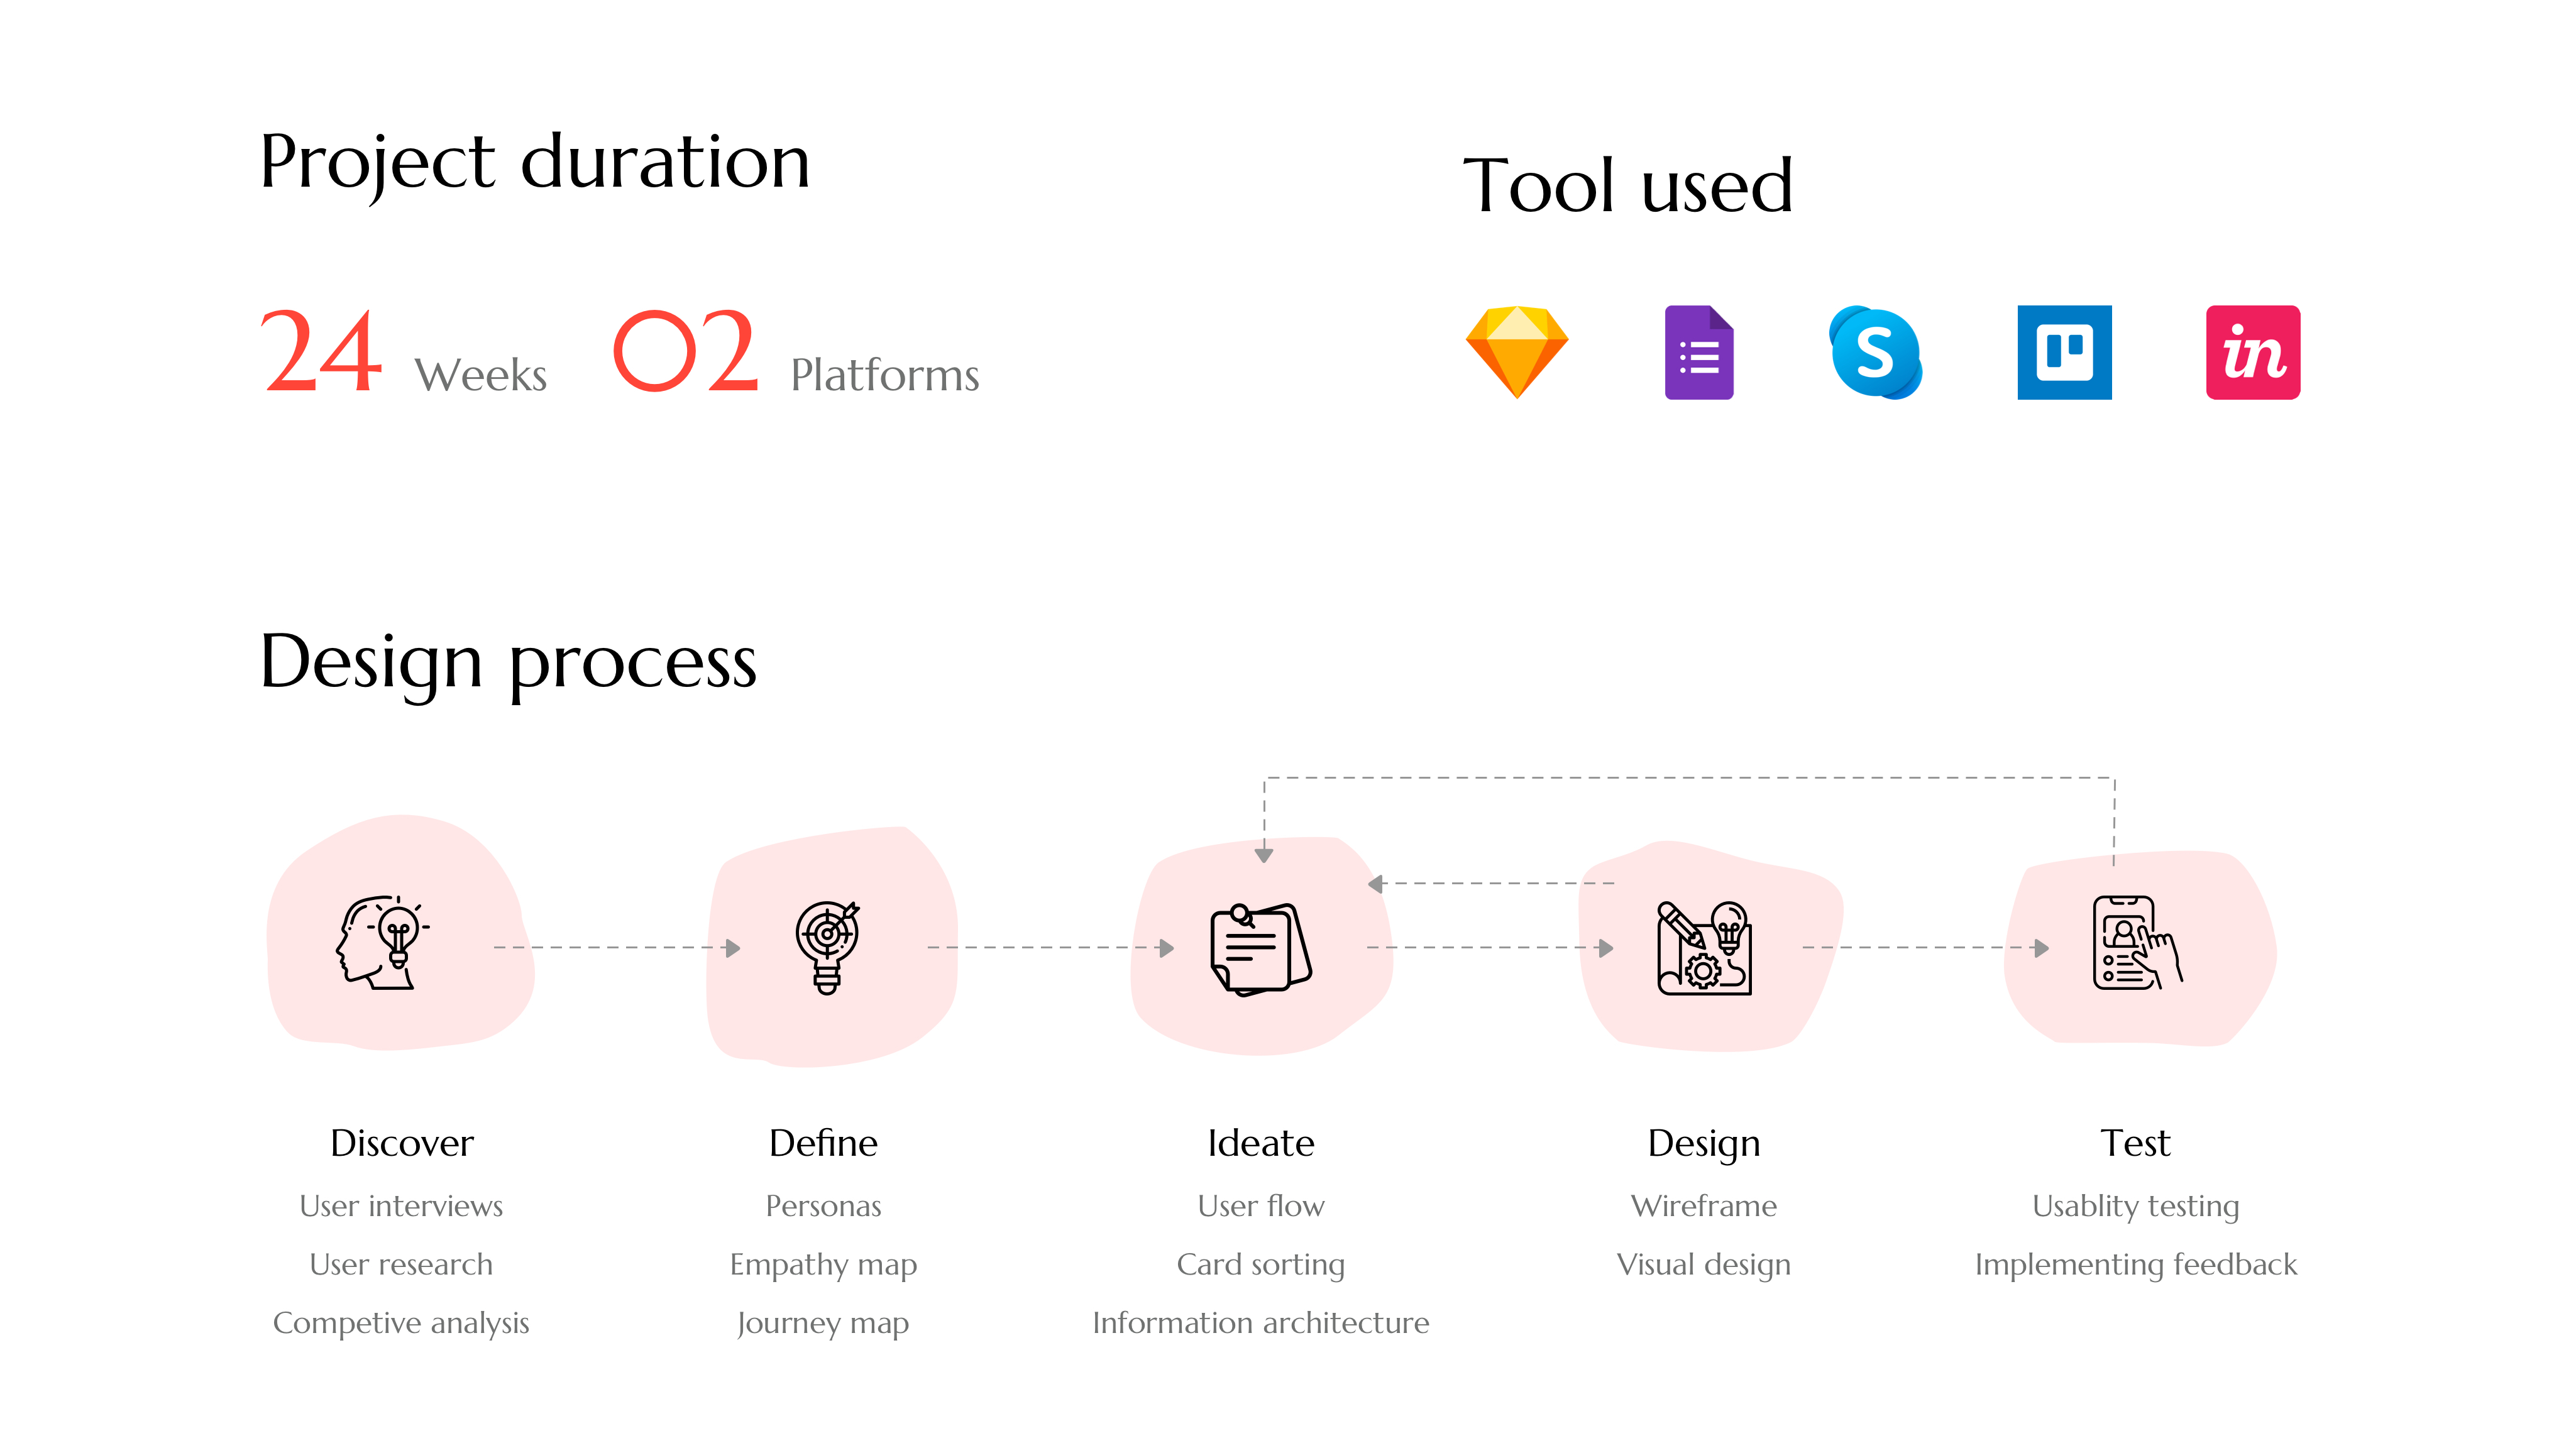 Project duration
24 Weeks 02 Platforms
Tool used
S
in
Design process
Discover
User interviews
User research
Competive analysis
Define
Personas
Empathy map
Journey map
Ideate
User flow
Card sorting
Information architecture
Design
Wireframe
Visual design
Test
Usablity testing
Implementing feedback